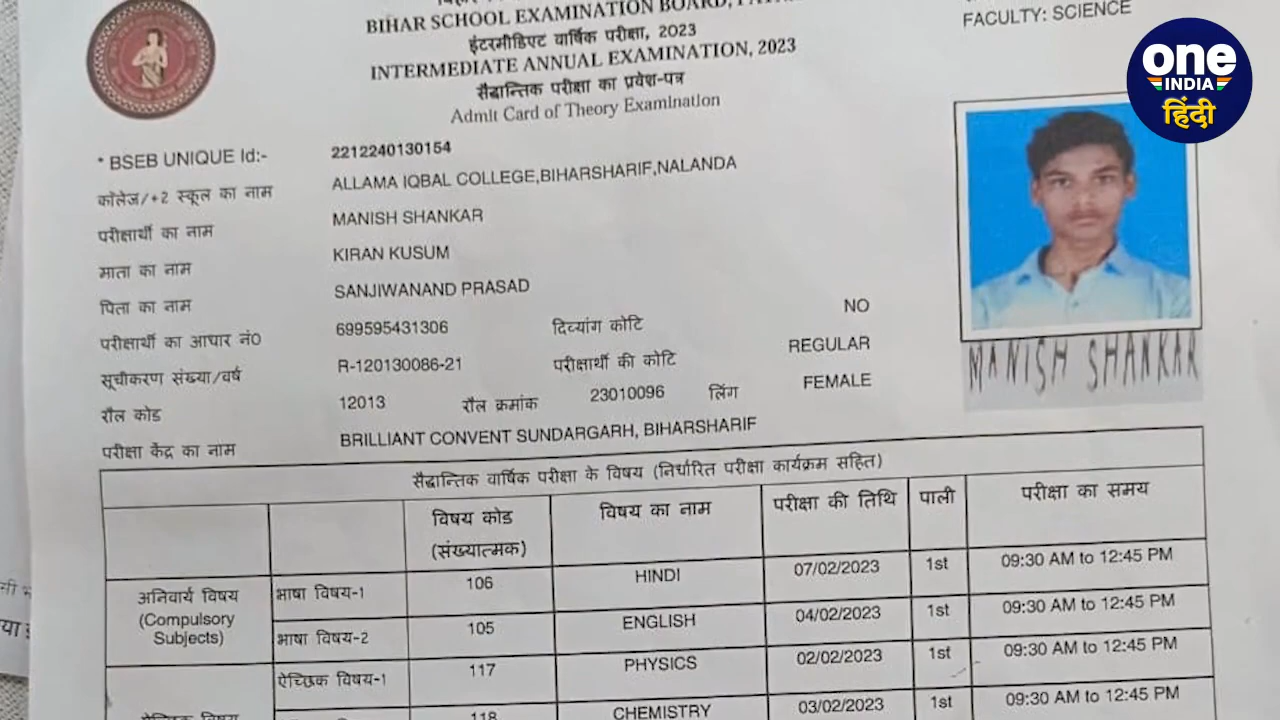 BIHAR SCHOOL EXAMINATION BOARD,
FACULTY: SCIENCE
इंटरमीडिएट वार्षिक परीक्षा, 2023
INTERMEDIATE ANNUAL EXAMINATION, 2023
सैद्धान्तिक परीक्षा का प्रवेश-पत्र
Admit Card of Theory Examination
one
INDIA
हिंदी
* BSEB UNIQUE Id:- 2212240130154
कॉलेज/+2 स्कूल का नाम ALLAMA IQBAL COLLEGE,BIHARSHARIF,NALANDA
परीक्षार्थी का नाम MANISH SHANKAR
माता का नाम KIRAN KUSUM
पिता का नाम SANJIWANAND PRASAD
परीक्षार्थी का आधार नं0 699595431306 दिव्यांग कोटि NO
सूचीकरण संख्या/वर्ष R-120130086-21 परीक्षार्थी की कोटि REGULAR
रौल कोड 12013 रौल क्रमांक 23010096 लिंग FEMALE
परीक्षा केंद्र का नाम BRILLIANT CONVENT SUNDARGARH, BIHARSHARIF
MANISH SHANKAR
सैद्धान्तिक वार्षिक परीक्षा के विषय (निर्धारित परीक्षा कार्यक्रम सहित)
विषय कोड (संख्यात्मक) विषय का नाम परीक्षा की तिथि पाली परीक्षा का समय
अनिवार्य विषय (Compulsory Subjects) भाषा विषय-1 106 HINDI 07/02/2023 1st 09:30 AM to 12:45 PM
भाषा विषय-2 105 ENGLISH 04/02/2023 1st 09:30 AM to 12:45 PM
ऐच्छिक विषय-1 117 PHYSICS 02/02/2023 1st 09:30 AM to 12:45 PM
118 CHEMISTRY 03/02/2023 1st 09:30 AM to 12:45 PM